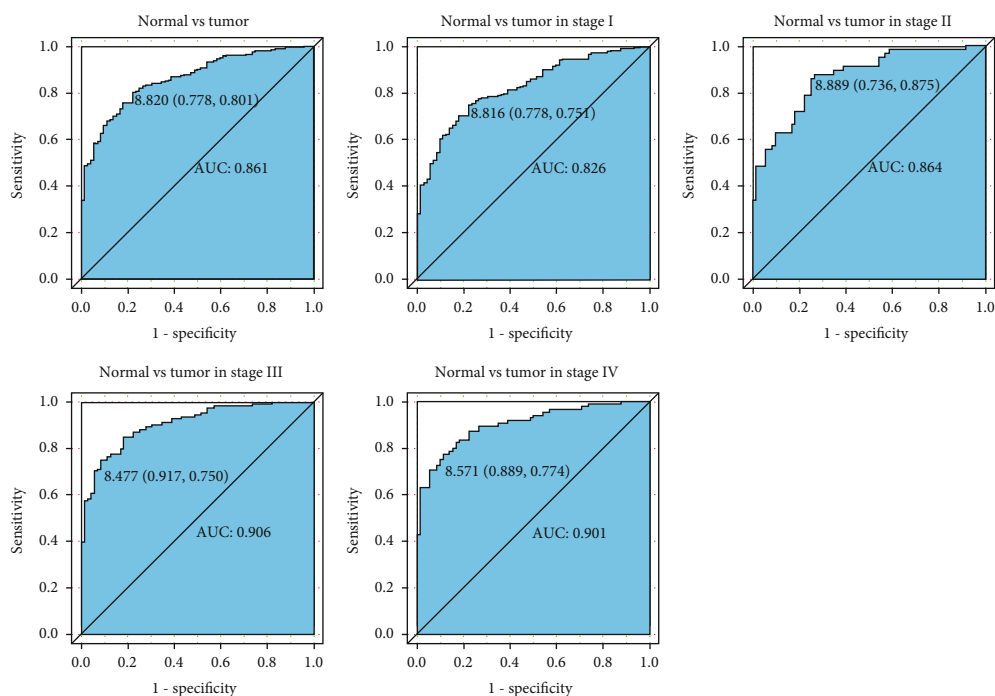 Normal vs tumor
1.0
0.8
0.6
0.4
0.2
0.0
Sensitivity
8.820 (0.778, 0.801)
AUC: 0.861
0.0 0.2 0.4 0.6 0.8 1.0
1 - specificity
Normal vs tumor in stage I
1.0
0.8
0.6
0.4
0.2
0.0
Sensitivity
8.816 (0.778, 0.751)
AUC: 0.826
0.0 0.2 0.4 0.6 0.8 1.0
1 - specificity
Normal vs tumor in stage II
1.0
0.8
0.6
0.4
0.2
0.0
Sensitivity
8.889 (0.736, 0.875)
AUC: 0.864
0.0 0.2 0.4 0.6 0.8 1.0
1 - specificity
Normal vs tumor in stage III
1.0
0.8
0.6
0.4
0.2
0.0
Sensitivity
8.477 (0.917, 0.750)
AUC: 0.906
0.0 0.2 0.4 0.6 0.8 1.0
1 - specificity
Normal vs tumor in stage IV
1.0
0.8
0.6
0.4
0.2
0.0
Sensitivity
8.571 (0.889, 0.774)
AUC: 0.901
0.0 0.2 0.4 0.6 0.8 1.0
1 - specificity